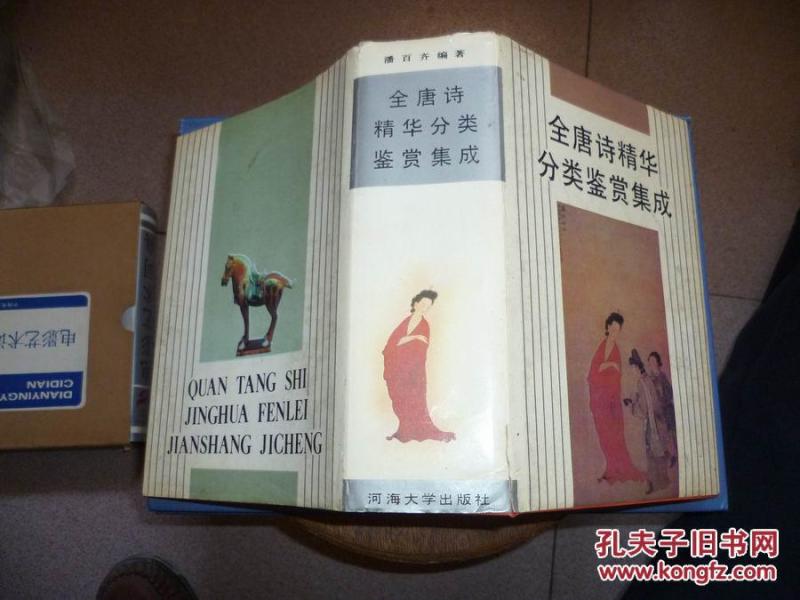 潘百齐编著
全唐诗
精华分类
鉴赏集成
河海大学出版社
全唐诗精华
分类鉴赏集成
QUAN TANG SHI
JINGHUA FENLEI
JIANSHANG JICHENG
电影艺术
DIANYINGY
CIDIAN
孔夫子旧书网
www.kongfz.com